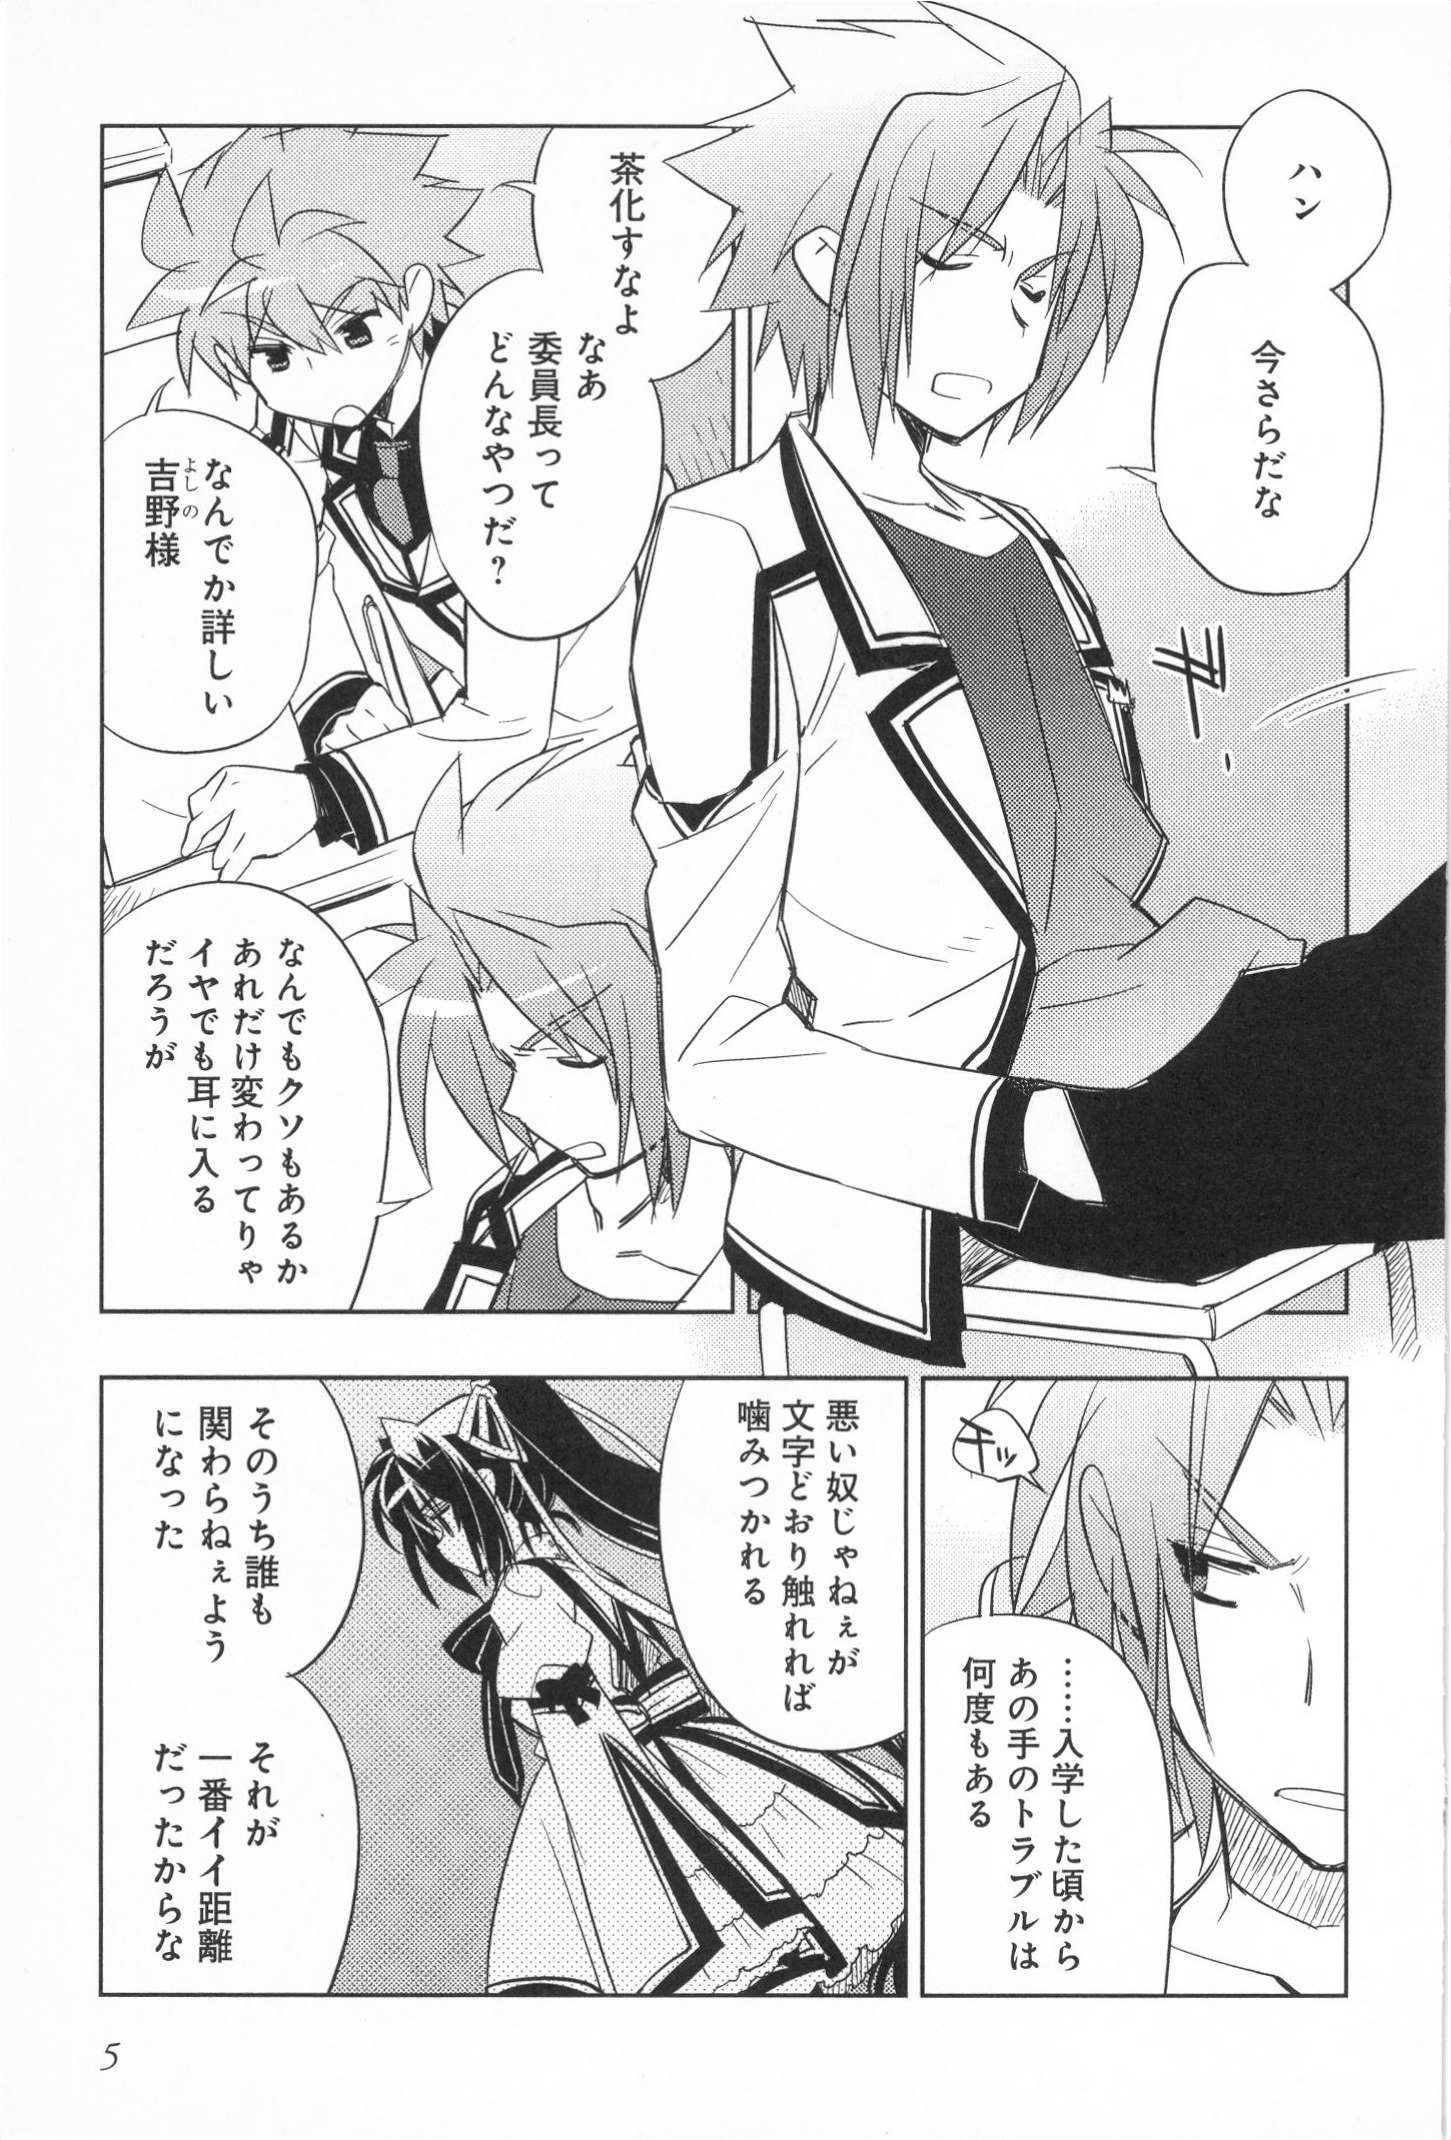 ハン
今さらだな
ギ
茶化すなよ
なあ
委員長って
どんなやつだ?
なんでか詳しい
よしの
吉野様
なんでもクソもあるか
あれだけ変わってりゃ
イヤでも耳に入る
だろうが
チッ
……入学した頃から
あの手のトラブルは
何度もある
悪い奴じゃねぇが
文字どおり触れれば
噛みつかれる
そのうち誰も
関わらねぇよう
になった
それが
一番イイ距離
だったからな
5